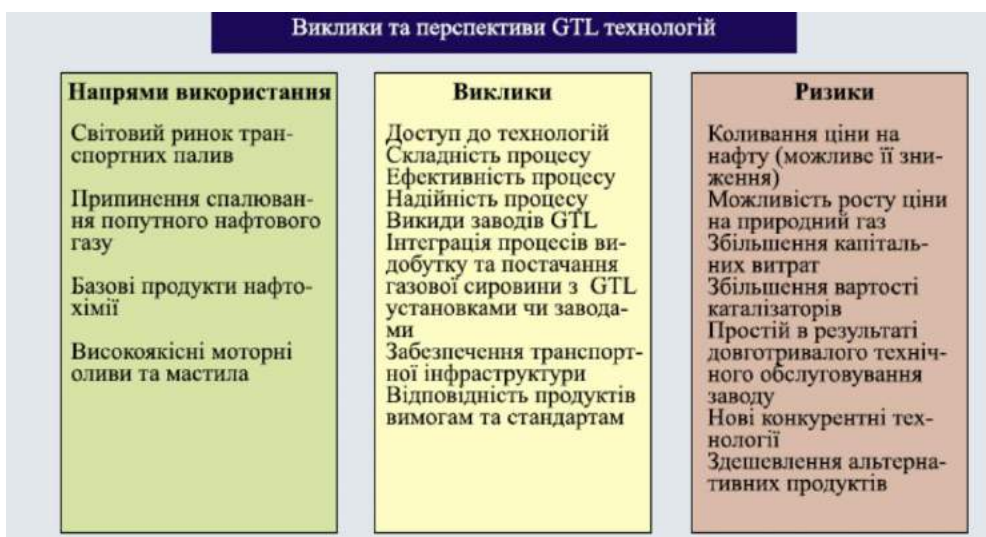 Виклики та перспективи GTL технологій
Напрями використання
Світовий ринок тран-
спортних палив
Припинення спалюван-
ня попутного нафтового
газу
Базові продукти нафто-
хімії
Високоякісні моторні
оливи та мастила
Виклики
Доступ до технологій
Складність процесу
Ефективність процесу
Надійність процесу
Викиди заводів GTL
Інтеграція процесів ви-
добутку та постачання
газової сировини з GTL
установками чи завода-
ми
Забезпечення транспорт-
ної інфраструктури
Відповідність продуктів
вимогам та стандартам
Ризики
Коливання ціни на
нафту (можливе її зни-
ження)
Можливість росту ціни
на природний газ
Збільшення капіталь-
них витрат
Збільшення вартості
каталізаторів
Простій в результаті
довготривалого техніч-
ного обслуговування
заводу
Нові конкурентні тех-
нології
Здешевлення альтерна-
тивних продуктів